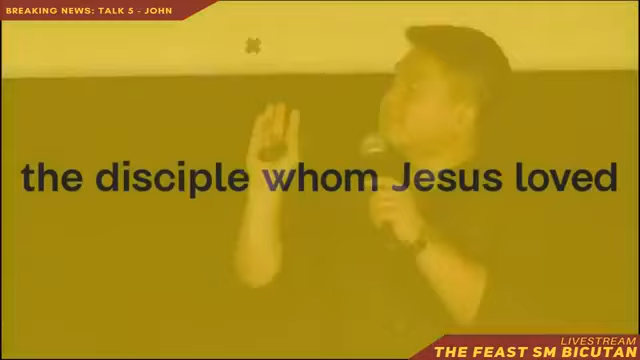 BREAKING NEWS: TALK 5 - JOHN
the disciple whom Jesus loved
LIVESTREAM
THE FEAST SM BICUTAN